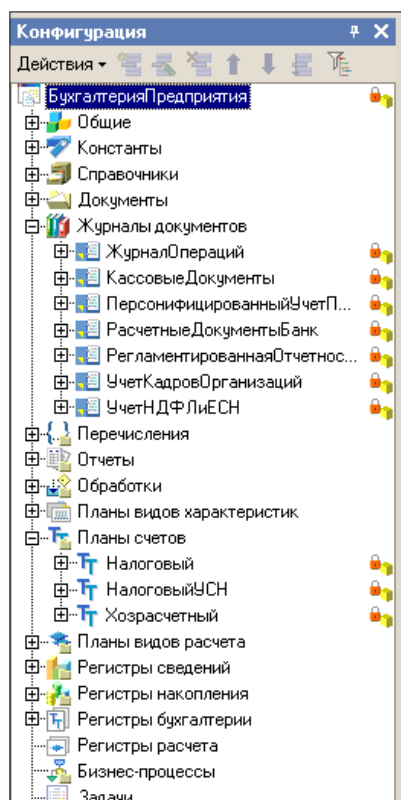 Конфигурация
Действия
БухгалтерияПредприятия
Общие
Константы
Справочники
Документы
Журналы документов
ЖурналОпераций
КассовыеДокументы
ПерсонифицированныйУчетП...
РасчетныеДокументыБанк
РегламентированнаяОтчетнос...
УчетКадровОрганизаций
УчетНДФЛиЕСН
Перечисления
Отчеты
Обработки
Планы видов характеристик
Планы счетов
Налоговый
НалоговыйУСН
Хозрасчетный
Планы видов расчета
Регистры сведений
Регистры накопления
Регистры бухгалтерии
Регистры расчета
Бизнес-процессы
Задачи